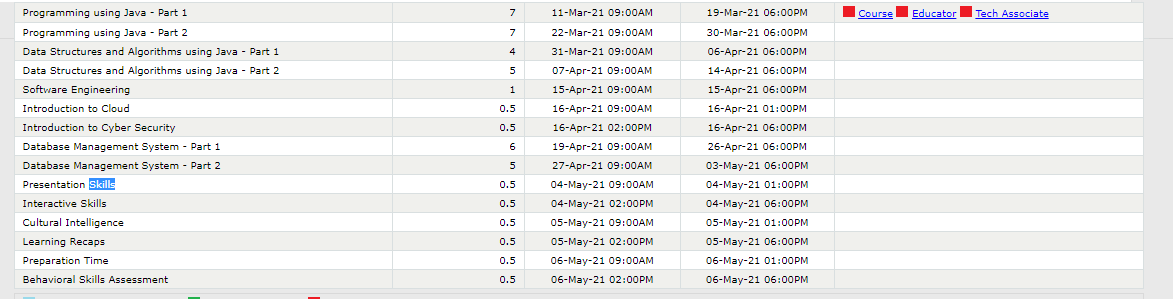 Programming using Java - Part 1 7 11-Mar-21 09:00AM 19-Mar-21 06:00PM Course Educator Tech Associate
Programming using Java - Part 2 7 22-Mar-21 09:00AM 30-Mar-21 06:00PM
Data Structures and Algorithms using Java - Part 1 4 31-Mar-21 09:00AM 06-Apr-21 06:00PM
Data Structures and Algorithms using Java - Part 2 5 07-Apr-21 09:00AM 14-Apr-21 06:00PM
Software Engineering 1 15-Apr-21 09:00AM 15-Apr-21 06:00PM
Introduction to Cloud 0.5 16-Apr-21 09:00AM 16-Apr-21 01:00PM
Introduction to Cyber Security 0.5 16-Apr-21 02:00PM 16-Apr-21 06:00PM
Database Management System - Part 1 6 19-Apr-21 09:00AM 26-Apr-21 06:00PM
Database Management System - Part 2 5 27-Apr-21 09:00AM 03-May-21 06:00PM
Presentation Skills 0.5 04-May-21 09:00AM 04-May-21 01:00PM
Interactive Skills 0.5 04-May-21 02:00PM 04-May-21 06:00PM
Cultural Intelligence 0.5 05-May-21 09:00AM 05-May-21 01:00PM
Learning Recaps 0.5 05-May-21 02:00PM 05-May-21 06:00PM
Preparation Time 0.5 06-May-21 09:00AM 06-May-21 01:00PM
Behavioral Skills Assessment 0.5 06-May-21 02:00PM 06-May-21 06:00PM